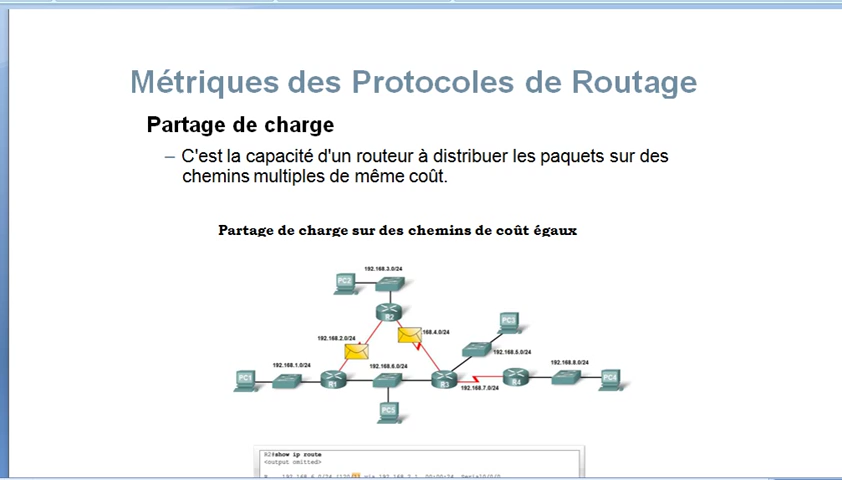 Métriques des Protocoles de Routage
Partage de charge
– C'est la capacité d'un routeur à distribuer les paquets sur des
chemins multiples de même coût.
Partage de charge sur des chemins de coût égaux
192.168.3.0/24
PC2
R2
192.168.2.0/24
168.4.0/24
PC3
192.168.5.0/24
192.168.1.0/24
192.168.6.0/24
192.168.8.0/24
PC1
R1
R3
R4
PC4
192.168.7.0/24
PC5
R2#show ip route
<output omitted>